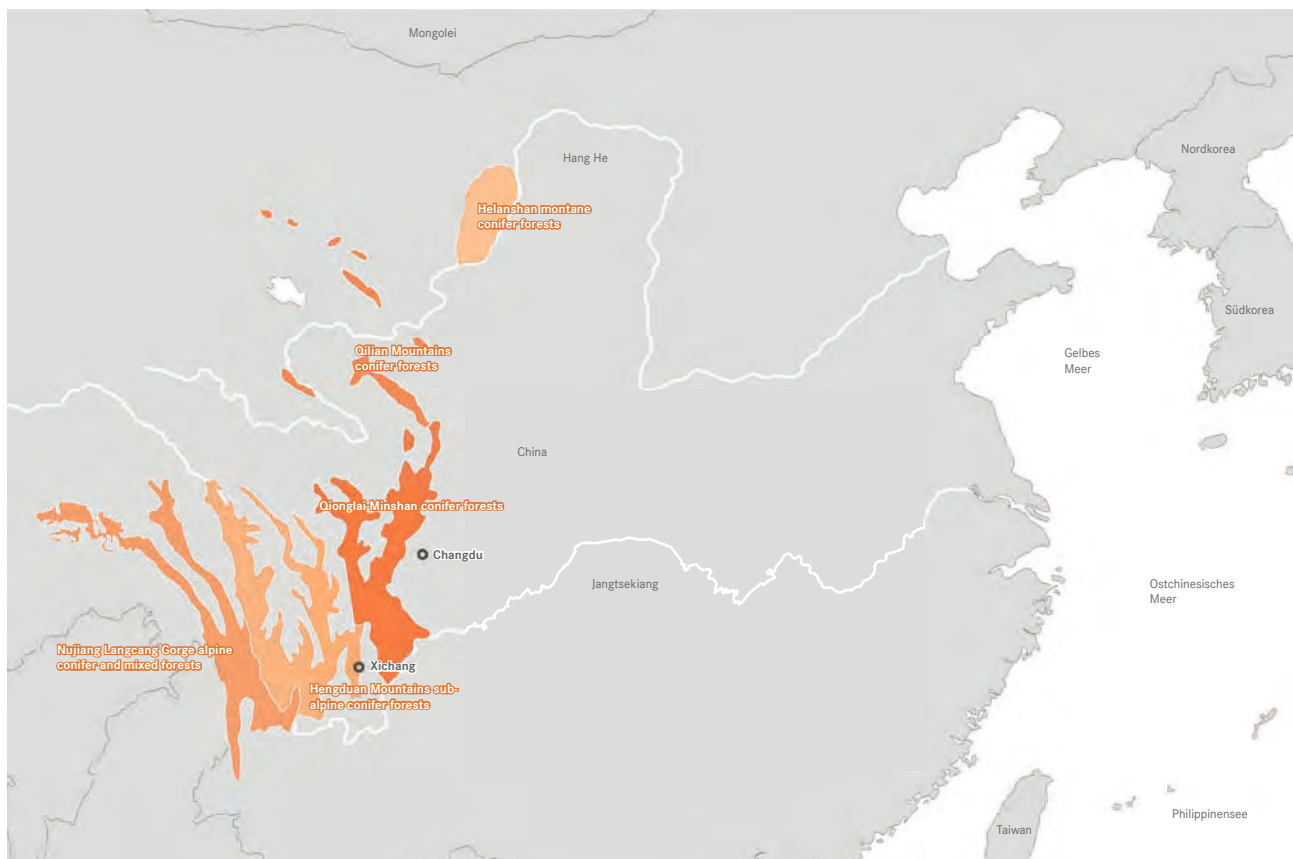 Mongolei
Nordkorea
Hang He
Helanshan montane
conifer forests
Südkorea
Qilian Mountains
conifer forests
Gelbes
Meer
China
Qionglai-Minshan conifer forests
Changdu
Jangtsekiang
Ostchinesisches
Meer
Nujiang Langcang Gorge alpine
conifer and mixed forests
Xichang
Hengduan Mountains sub-
alpine conifer forests
Philippinensee
Taiwan